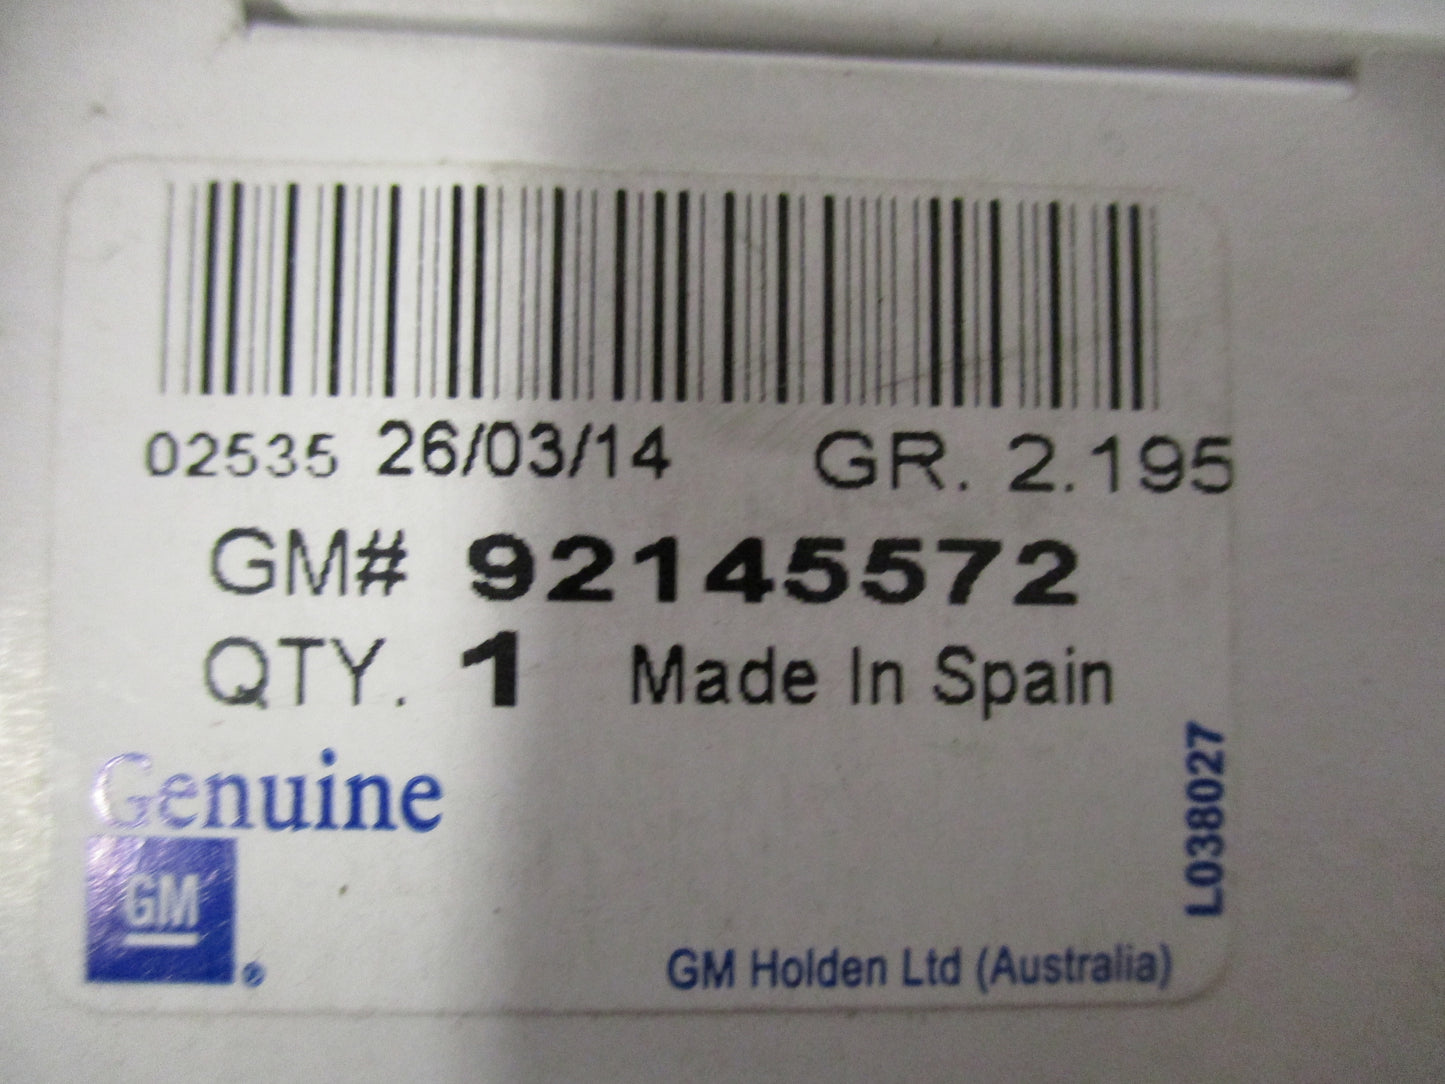 02535 26/03/14 GR. 2.195
GM# 92145572
QTY. 1 Made In Spain
Genuine
GM
®
GM Holden Ltd (Australia)
L038027